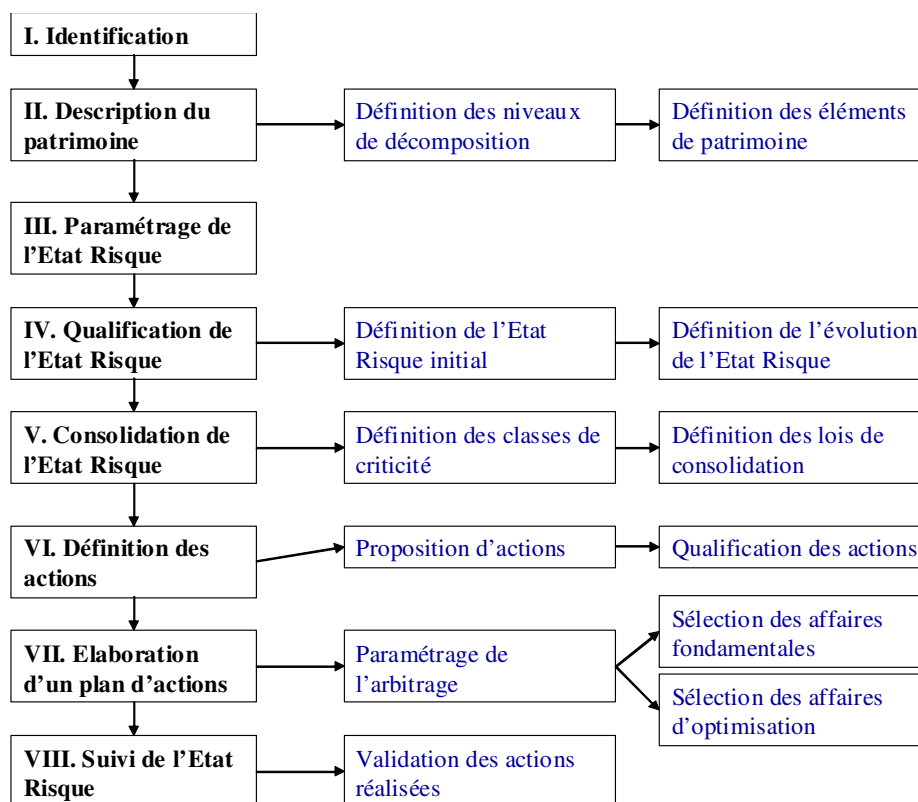 I. Identification
II. Description du
patrimoine
Définition des niveaux
de décomposition
Définition des éléments
de patrimoine
III. Paramétrage de
l’Etat Risque
IV. Qualification de
l’Etat Risque
Définition de l’Etat
Risque initial
Définition de l’évolution
de l’Etat Risque
V. Consolidation de
l’Etat Risque
Définition des classes de
criticité
Définition des lois de
consolidation
VI. Définition des
actions
Proposition d’actions
Qualification des actions
VII. Elaboration
d’un plan d’actions
Paramétrage de
l’arbitrage
Sélection des affaires
fondamentales
Sélection des affaires
d’optimisation
VIII. Suivi de l’Etat
Risque
Validation des actions
réalisées